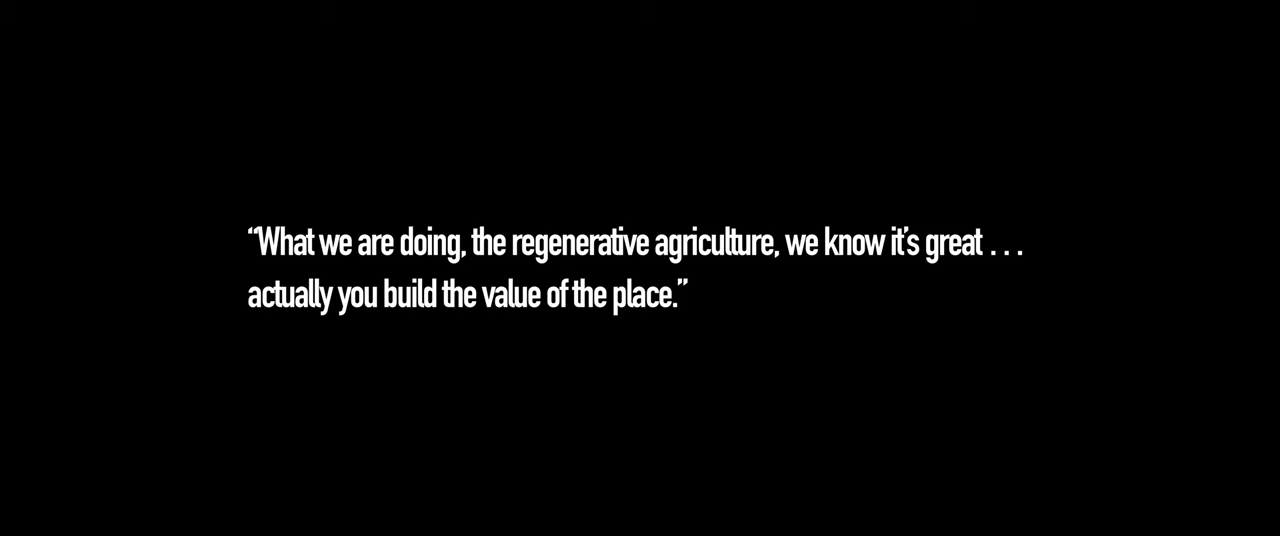 “What we are doing, the regenerative agriculture, we know it’s great . . .
actually you build the value of the place.”